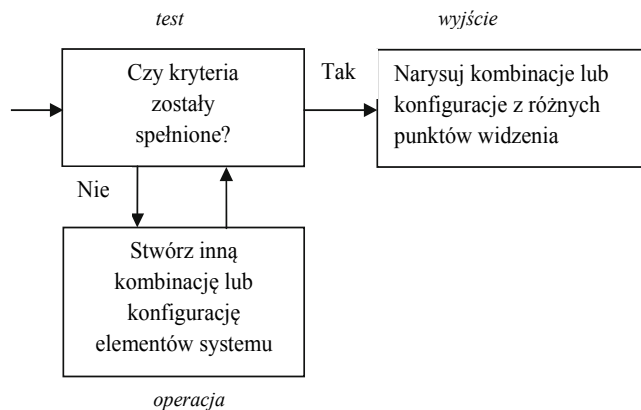 test
wyjście
Czy kryteria
zostały
spełnione?
Tak
Narysuj kombinacje lub
konfiguracje z różnych
punktów widzenia
Nie
Stwórz inną
kombinację lub
konfigurację
elementów systemu
operacja